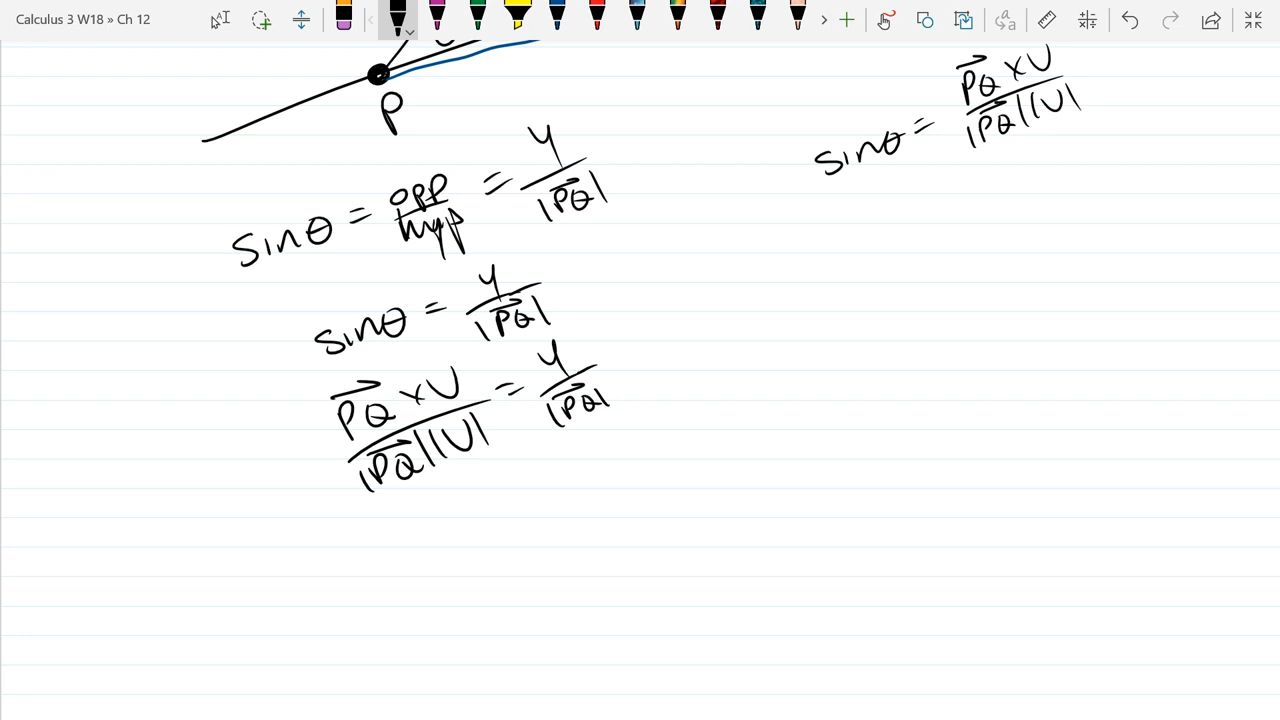 Calculus 3 W18 » Ch 12
P
sinθ = opp/hyp = y/|PQ⃗|
sinθ = y/|PQ⃗|
PQ⃗ × U/|PQ⃗||U| = y/|PQ⃗|
sinθ = PQ⃗ × U/|PQ⃗||U|